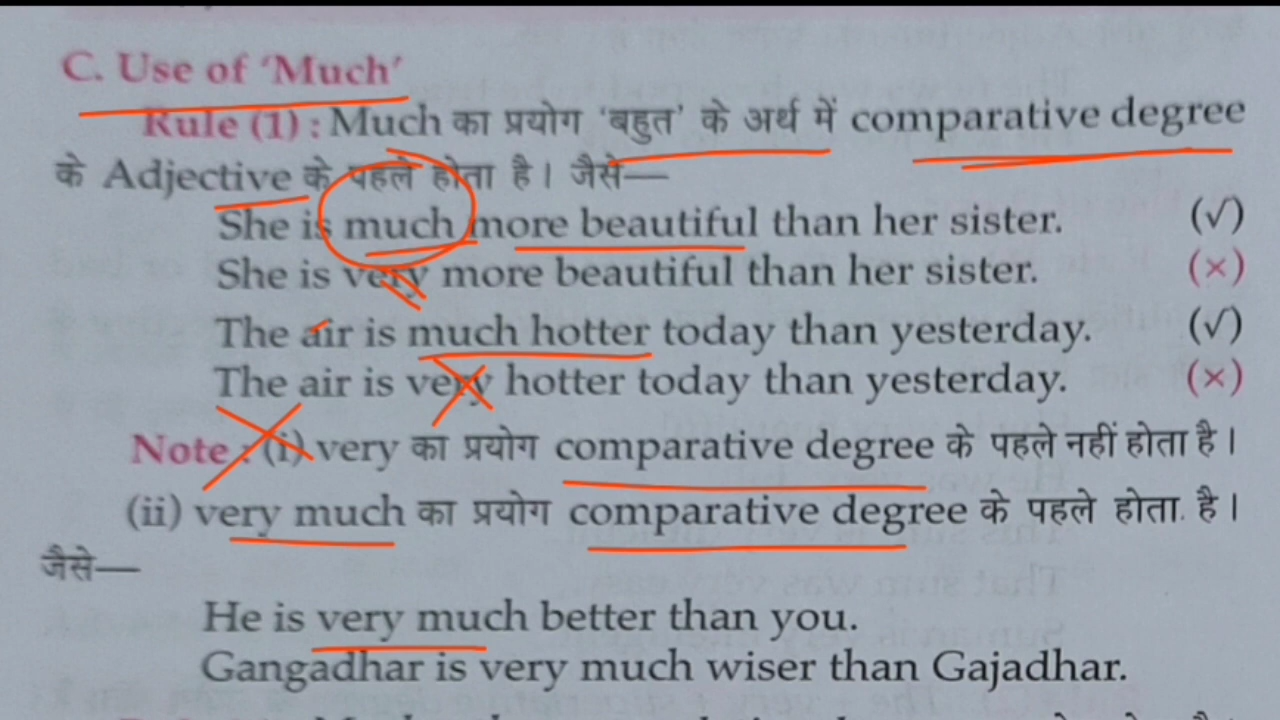 C. Use of ‘Much’
Rule (1) : Much का प्रयोग ‘बहुत’ के अर्थ में comparative degree
के Adjective के पहले होता है। जैसे—
She is much more beautiful than her sister. (√)
She is very more beautiful than her sister. (×)
The air is much hotter today than yesterday. (√)
The air is very hotter today than yesterday. (×)
Note : (i) very का प्रयोग comparative degree के पहले नहीं होता है।
(ii) very much का प्रयोग comparative degree के पहले होता है।
जैसे—
He is very much better than you.
Gangadhar is very much wiser than Gajadhar.